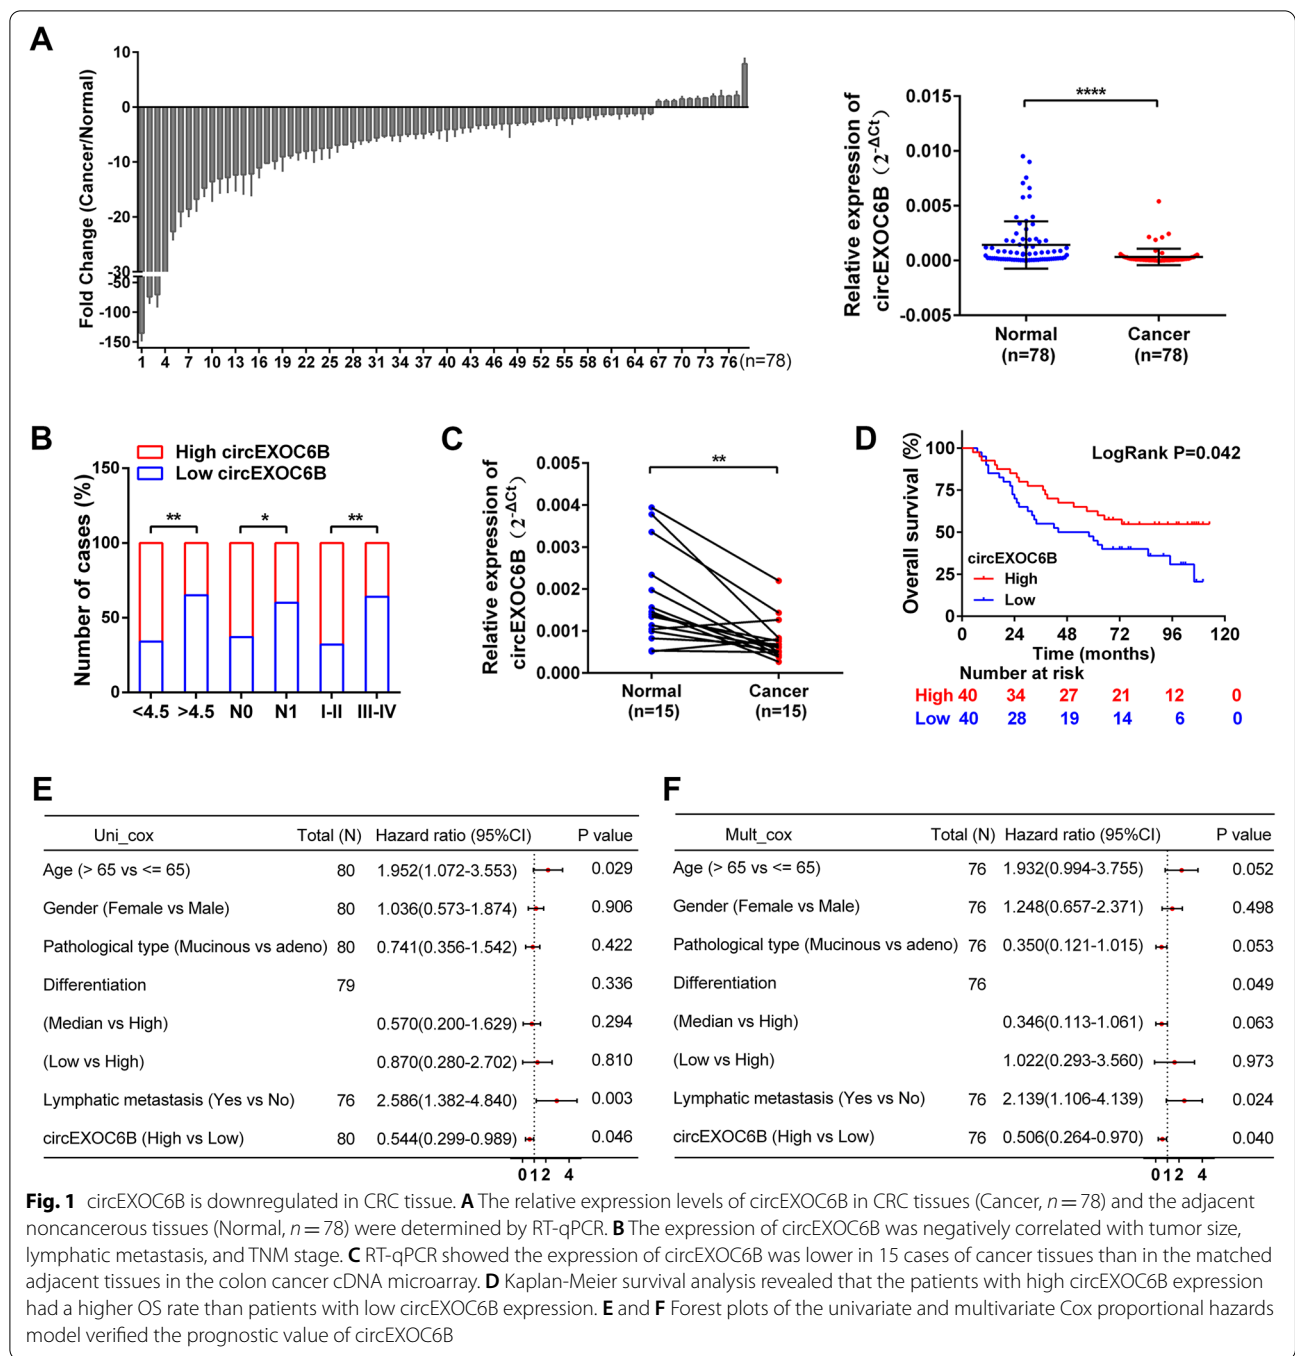 A
Fold Change (Cancer/Normal)
10
0
-10
-20
-30
-50
-100
-150
1 4 7 10 13 16 19 22 25 28 31 34 37 40 43 46 49 52 55 58 61 64 67 70 73 76 (n=78)
Relative expression of
circEXOC6B (2^-ΔCt)
0.015
0.010
0.005
0.000
-0.005
****
Normal
(n=78)
Cancer
(n=78)
B
High circEXOC6B
Low circEXOC6B
Number of cases (%)
150
100
50
0
** * **
<4.5 >4.5 N0 N1 I-II III-IV
C
Relative expression of
circEXOC6B (2^-ΔCt)
0.005
0.004
0.003
0.002
0.001
0.000
**
Normal
(n=15)
Cancer
(n=15)
D
Overall survival (%)
100
75
50
25
0
LogRank P=0.042
circEXOC6B
High
Low
0 24 48 72 96 120
Time (months)
Number at risk
High 40 34 27 21 12 0
Low 40 28 19 14 6 0
E
Uni_cox Total (N) Hazard ratio (95%CI) P value
Age (> 65 vs <= 65) 80 1.952(1.072-3.553) 0.029
Gender (Female vs Male) 80 1.036(0.573-1.874) 0.906
Pathological type (Mucinous vs adeno) 80 0.741(0.356-1.542) 0.422
Differentiation 79 0.336
(Median vs High) 0.570(0.200-1.629) 0.294
(Low vs High) 0.870(0.280-2.702) 0.810
Lymphatic metastasis (Yes vs No) 76 2.586(1.382-4.840) 0.003
circEXOC6B (High vs Low) 80 0.544(0.299-0.989) 0.046
0 1 2 4
F
Mult_cox Total (N) Hazard ratio (95%CI) P value
Age (> 65 vs <= 65) 76 1.932(0.994-3.755) 0.052
Gender (Female vs Male) 76 1.248(0.657-2.371) 0.498
Pathological type (Mucinous vs adeno) 76 0.350(0.121-1.015) 0.053
Differentiation 76 0.049
(Median vs High) 0.346(0.113-1.061) 0.063
(Low vs High) 1.022(0.293-3.560) 0.973
Lymphatic metastasis (Yes vs No) 76 2.139(1.106-4.139) 0.024
circEXOC6B (High vs Low) 76 0.506(0.264-0.970) 0.040
0 1 2 4
Fig. 1 circEXOC6B is downregulated in CRC tissue. A The relative expression levels of circEXOC6B in CRC tissues (Cancer, n = 78) and the adjacent
noncancerous tissues (Normal, n = 78) were determined by RT-qPCR. B The expression of circEXOC6B was negatively correlated with tumor size,
lymphatic metastasis, and TNM stage. C RT-qPCR showed the expression of circEXOC6B was lower in 15 cases of cancer tissues than in the matched
adjacent tissues in the colon cancer cDNA microarray. D Kaplan-Meier survival analysis revealed that the patients with high circEXOC6B expression
had a higher OS rate than patients with low circEXOC6B expression. E and F Forest plots of the univariate and multivariate Cox proportional hazards
model verified the prognostic value of circEXOC6B